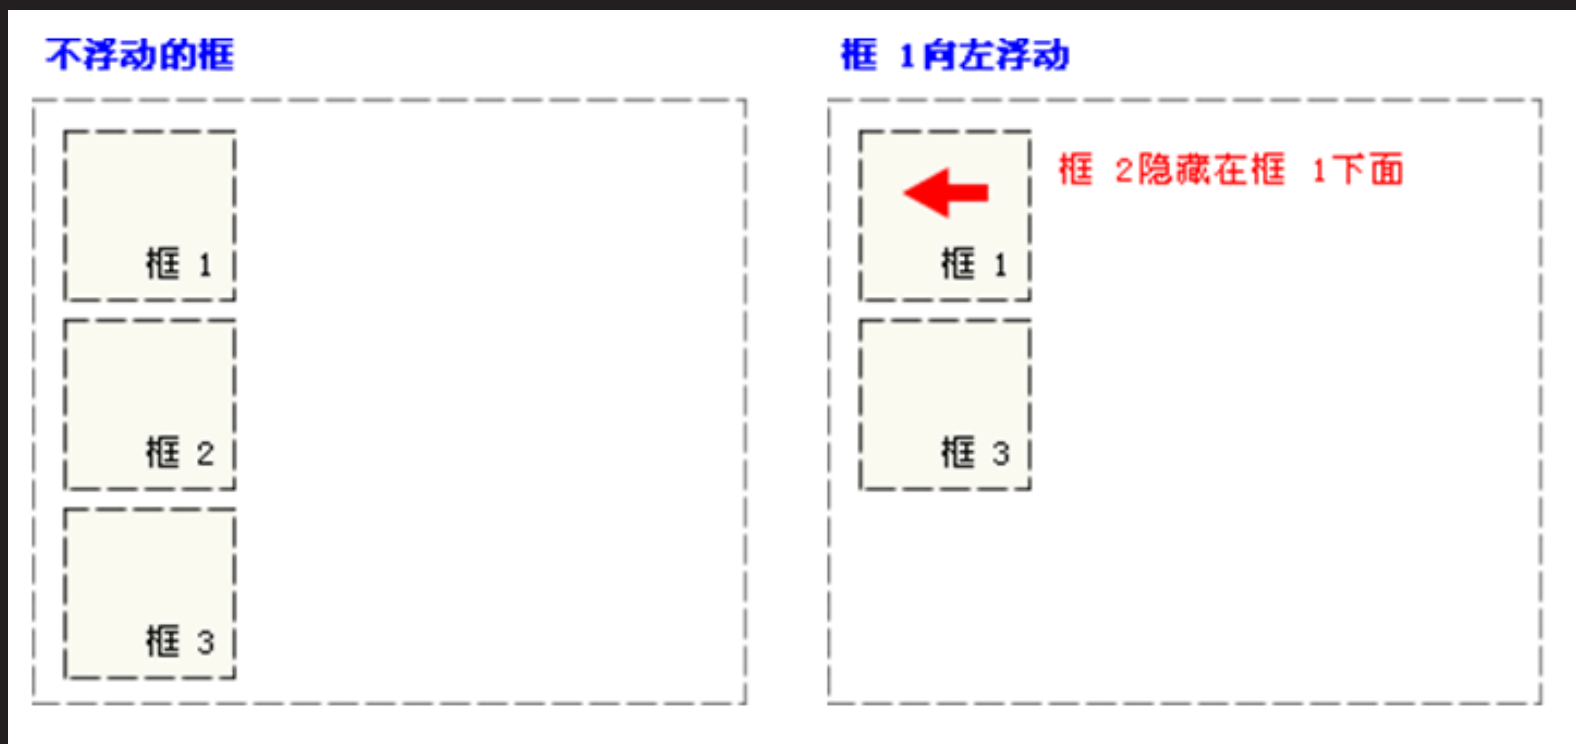 不浮动的框
框 1
框 2
框 3
框 1向左浮动
框 2隐藏在框 1下面
框 1
框 3